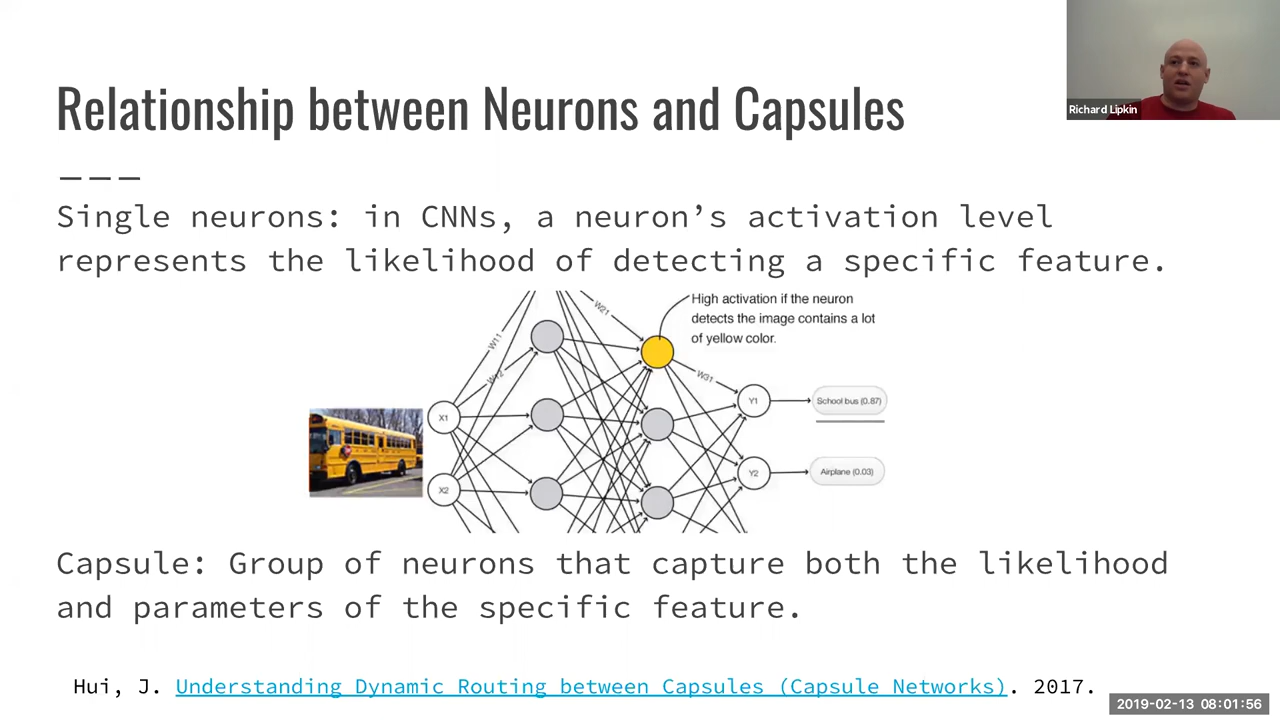 Richard Lipkin
Relationship between Neurons and Capsules
Single neurons: in CNNs, a neuron’s activation level
represents the likelihood of detecting a specific feature.
High activation if the neuron
detects the image contains a lot
of yellow color.
W11
W12
W21
W31
X1
X2
Y1
School bus (0.87)
Y2
Airplane (0.03)
Capsule: Group of neurons that capture both the likelihood
and parameters of the specific feature.
Hui, J. Understanding Dynamic Routing between Capsules (Capsule Networks). 2017.
2019-02-13 08:01:56